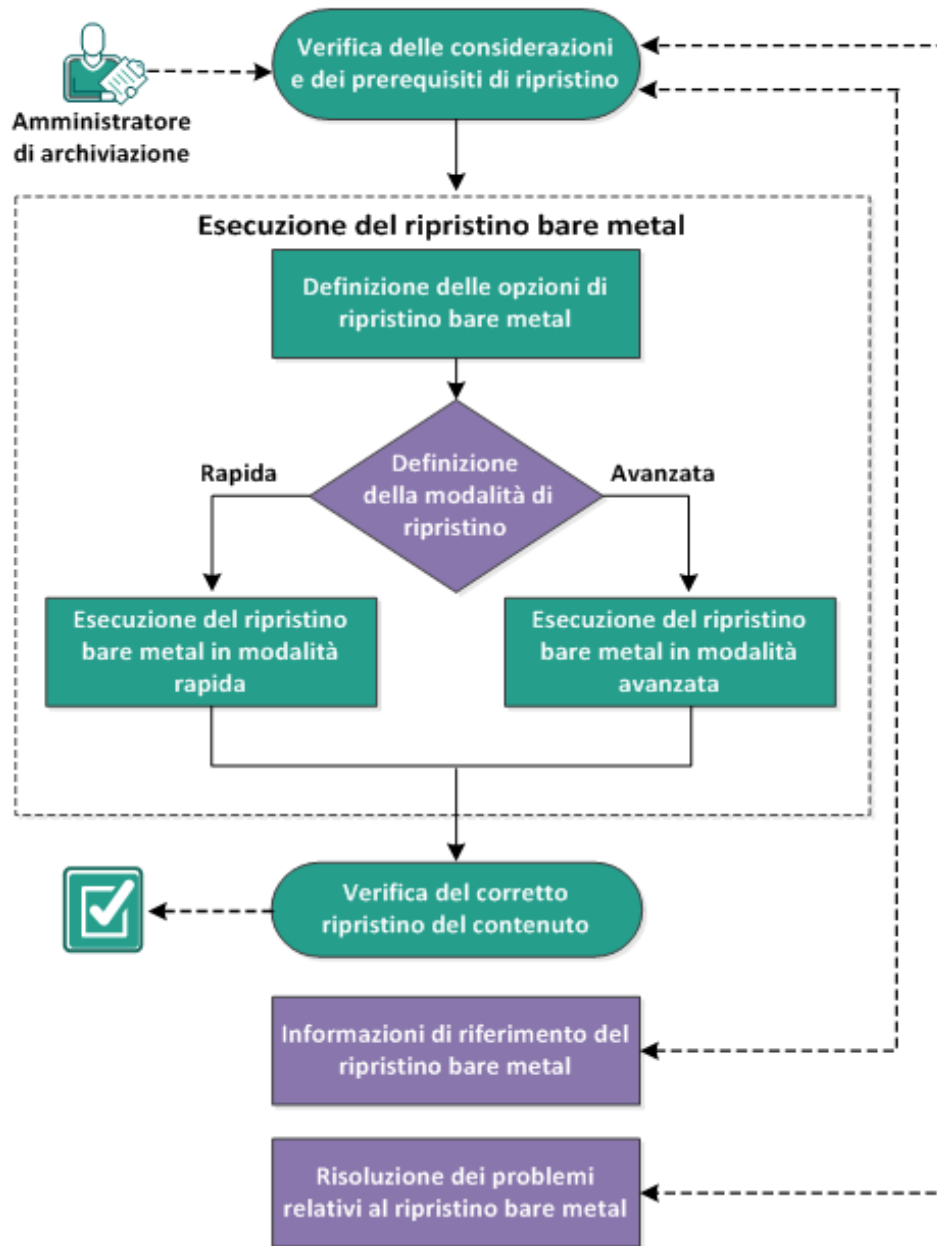 Verifica delle considerazioni
e dei prerequisiti di ripristino
Amministratore
di archiviazione
Esecuzione del ripristino bare metal
Definizione delle opzioni di
ripristino bare metal
Definizione
della modalità di
ripristino
Rapida
Avanzata
Esecuzione del ripristino
bare metal in modalità
rapida
Esecuzione del ripristino
bare metal in modalità
avanzata
Verifica del corretto
ripristino del contenuto
Informazioni di riferimento del
ripristino bare metal
Risoluzione dei problemi
relativi al ripristino bare metal